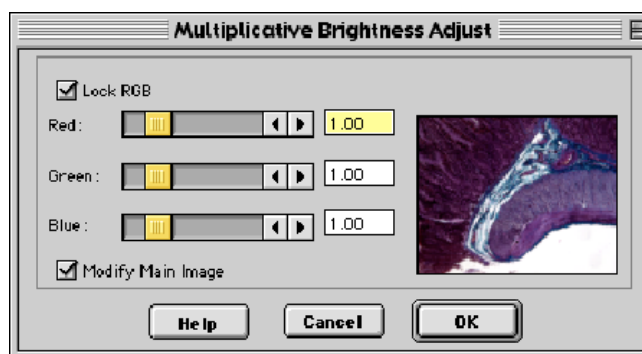 Multiplicative Brightness Adjust
Lock RGB
Red: 1.00
Green: 1.00
Blue: 1.00
Modify Main Image
Help Cancel OK